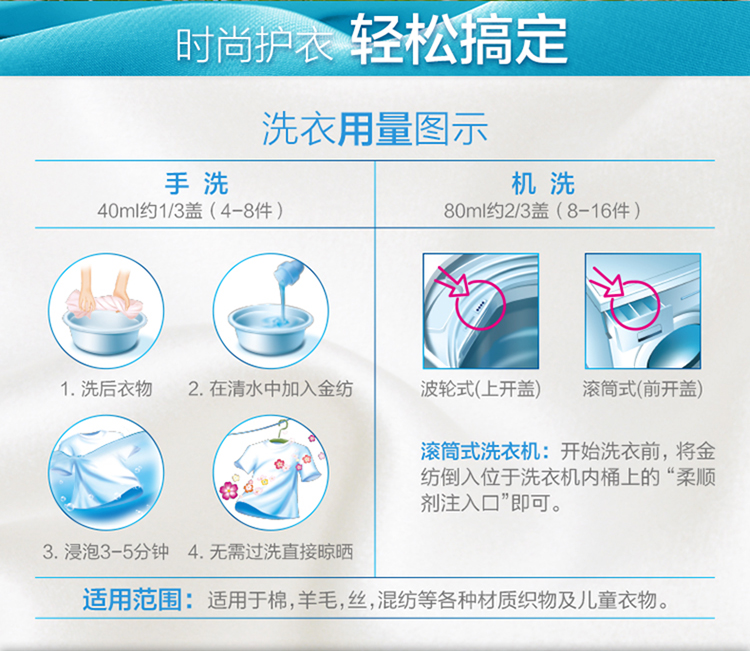 时尚护衣 轻松搞定
洗衣用量图示
手 洗
40ml约1/3盖（4-8件）
机 洗
80ml约2/3盖（8-16件）
1. 洗后衣物
2. 在清水中加入金纺
3. 浸泡3-5分钟
4. 无需过洗直接晾晒
波轮式(上开盖)
滚筒式(前开盖)
滚筒式洗衣机：开始洗衣前，将金
纺倒入位于洗衣机内桶上的“柔顺
剂注入口”即可。
适用范围：适用于棉,羊毛,丝,混纺等各种材质织物及儿童衣物。